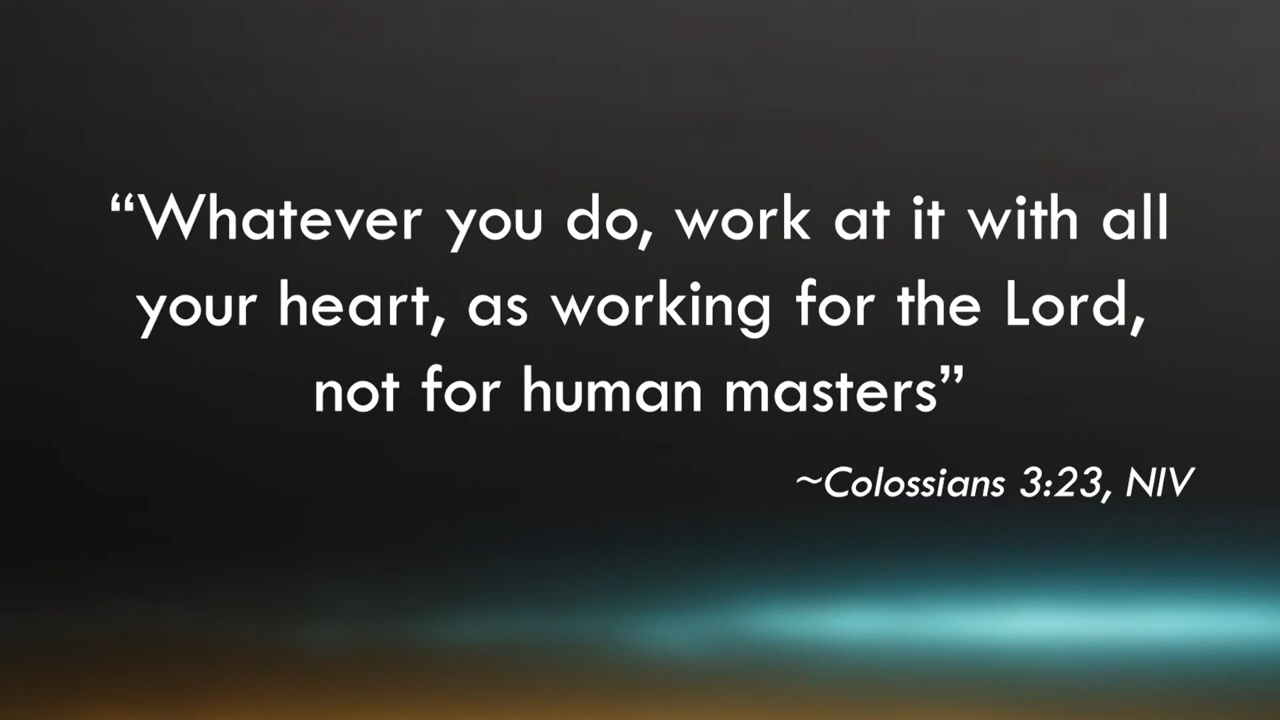 “Whatever you do, work at it with all
your heart, as working for the Lord,
not for human masters”
~Colossians 3:23, NIV